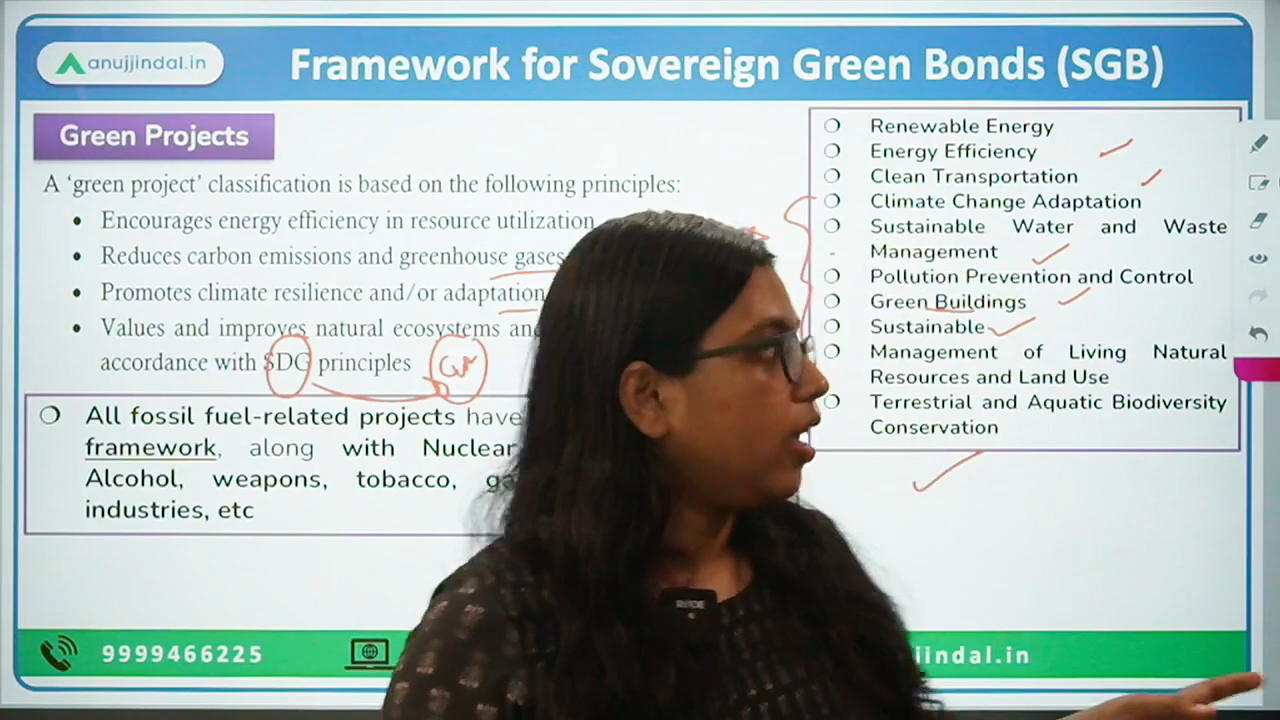 anujjindal.in
Framework for Sovereign Green Bonds (SGB)
Green Projects
A ‘green project’ classification is based on the following principles:
• Encourages energy efficiency in resource utilization
• Reduces carbon emissions and greenhouse gases
• Promotes climate resilience and/or adaptation
• Values and improves natural ecosystems and
accordance with SDG principles
All fossil fuel-related projects have
framework, along with Nuclear
Alcohol, weapons, tobacco,
industries, etc
Renewable Energy
Energy Efficiency
Clean Transportation
Climate Change Adaptation
Sustainable Water and Waste
Management
Pollution Prevention and Control
Green Buildings
Sustainable
Management of Living Natural
Resources and Land Use
Terrestrial and Aquatic Biodiversity
Conservation
RODE
9999466225
jindal.in